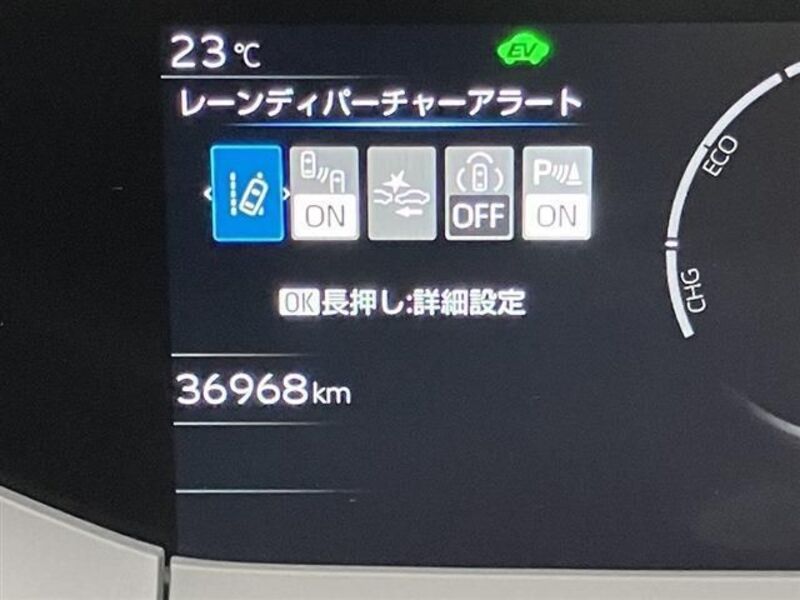 23℃
EV
レーンディパーチャーアラート
ON
OFF
P
ON
OK長押し:詳細設定
36968km
ECO
CHG